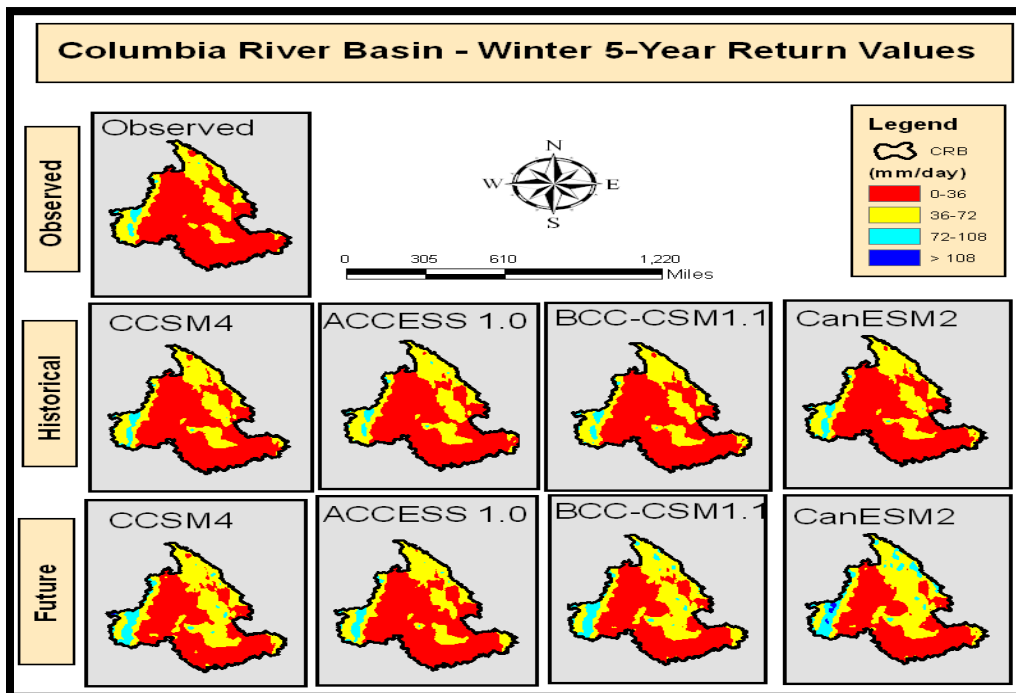 Columbia River Basin - Winter 5-Year Return Values
Observed
Observed
N
W E
S
0 305 610 1,220
Miles
Legend
CRB
(mm/day)
0-36
36-72
72-108
> 108
Historical
CCSM4
ACCESS 1.0
BCC-CSM1.1
CanESM2
Future
CCSM4
ACCESS 1.0
BCC-CSM1.1
CanESM2